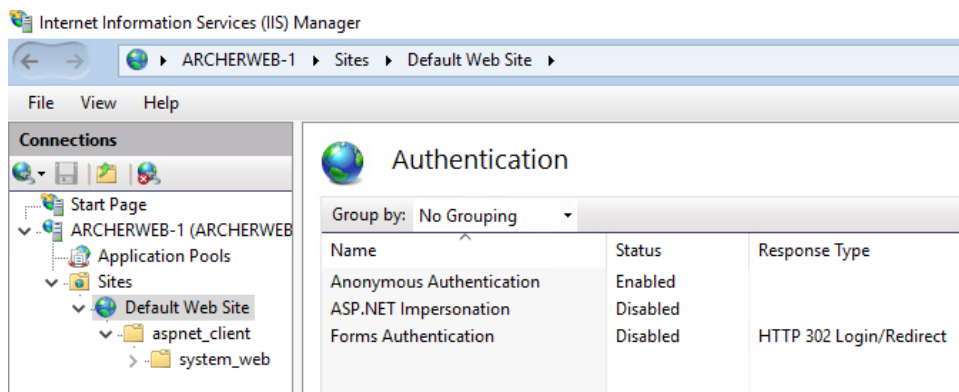 Internet Information Services (IIS) Manager
ARCHERWEB-1 Sites Default Web Site
File View Help
Connections
Start Page
ARCHERWEB-1 (ARCHERWEB
Application Pools
Sites
Default Web Site
aspnet_client
system_web
Authentication
Group by: No Grouping
Name Status Response Type
Anonymous Authentication Enabled
ASP.NET Impersonation Disabled
Forms Authentication Disabled HTTP 302 Login/Redirect